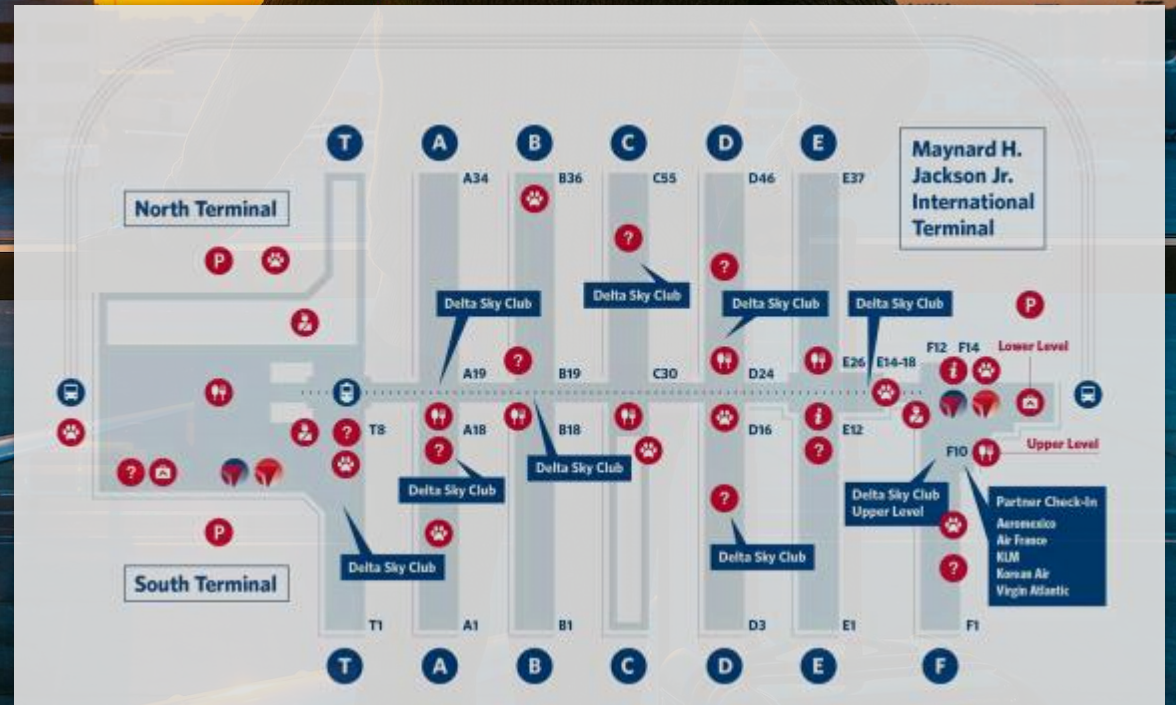 T
A
B
C
D
E
Maynard H.
Jackson Jr.
International
Terminal
A34
B36
C55
D46
E37
North Terminal
P
?
?
Delta Sky Club
Delta Sky Club
Delta Sky Club
Delta Sky Club
P
F12 F14
Lower Level
?
A19
B19
C30
D24
E26 E14-18
i
T8
?
A18
B18
D16
i
E12
?
?
Upper Level
F10
Delta Sky Club
?
P
Delta Sky Club
Delta Sky Club
Upper Level
Partner Check-In
Aeromexico
Air France
KLM
Korean Air
Virgin Atlantic
?
Delta Sky Club
Delta Sky Club
?
South Terminal
T1
A1
B1
D3
E1
F1
T
A
B
C
D
E
F